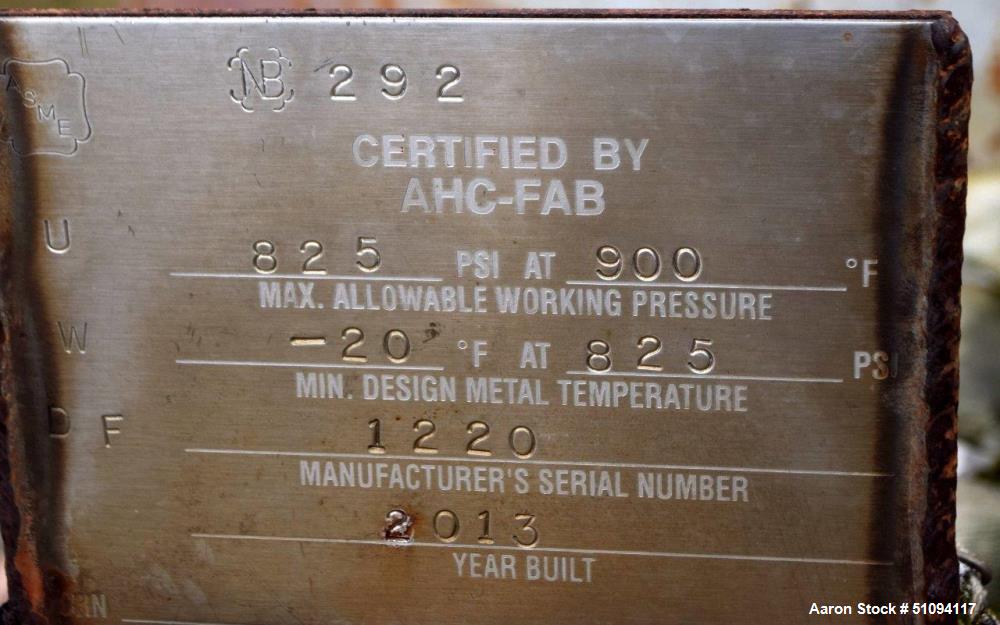 ASME
NB 292
CERTIFIED BY
AHC-FAB
U
825 PSI AT 900 °F
MAX. ALLOWABLE WORKING PRESSURE
W
-20 °F AT 825 PSI
MIN. DESIGN METAL TEMPERATURE
D F
1220
MANUFACTURER'S SERIAL NUMBER
2013
YEAR BUILT
Aaron Stock # 51094117